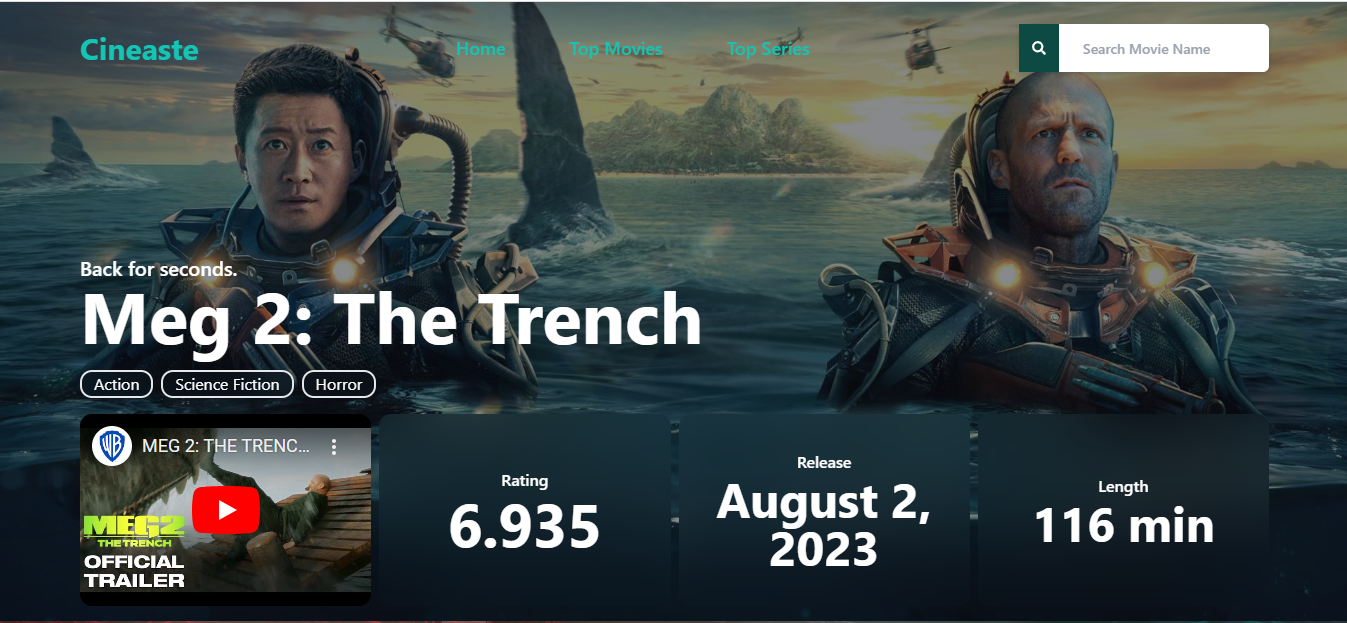 Cineaste
Home
Top Movies
Top Series
Search Movie Name
Back for seconds.
Meg 2: The Trench
Action
Science Fiction
Horror
MEG 2: THE TRENC...
MEG2
THE TRENCH
OFFICIAL
TRAILER
Rating
6.935
Release
August 2,
2023
Length
116 min